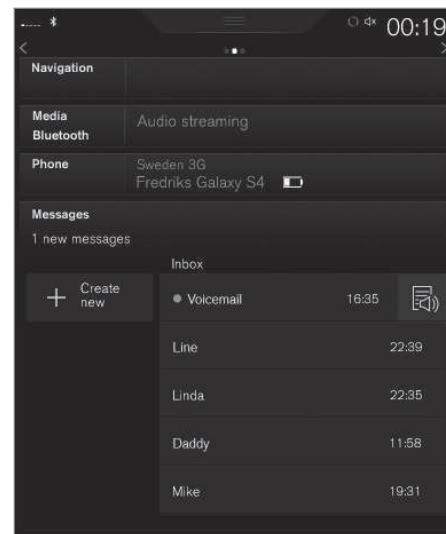 00:19
Navigation
Media
Bluetooth
Audio streaming
Phone
Sweden 3G
Fredriks Galaxy S4
Messages
1 new messages
Inbox
Create
new
Voicemail 16:35
Line 22:39
Linda 22:35
Daddy 11:58
Mike 19:31